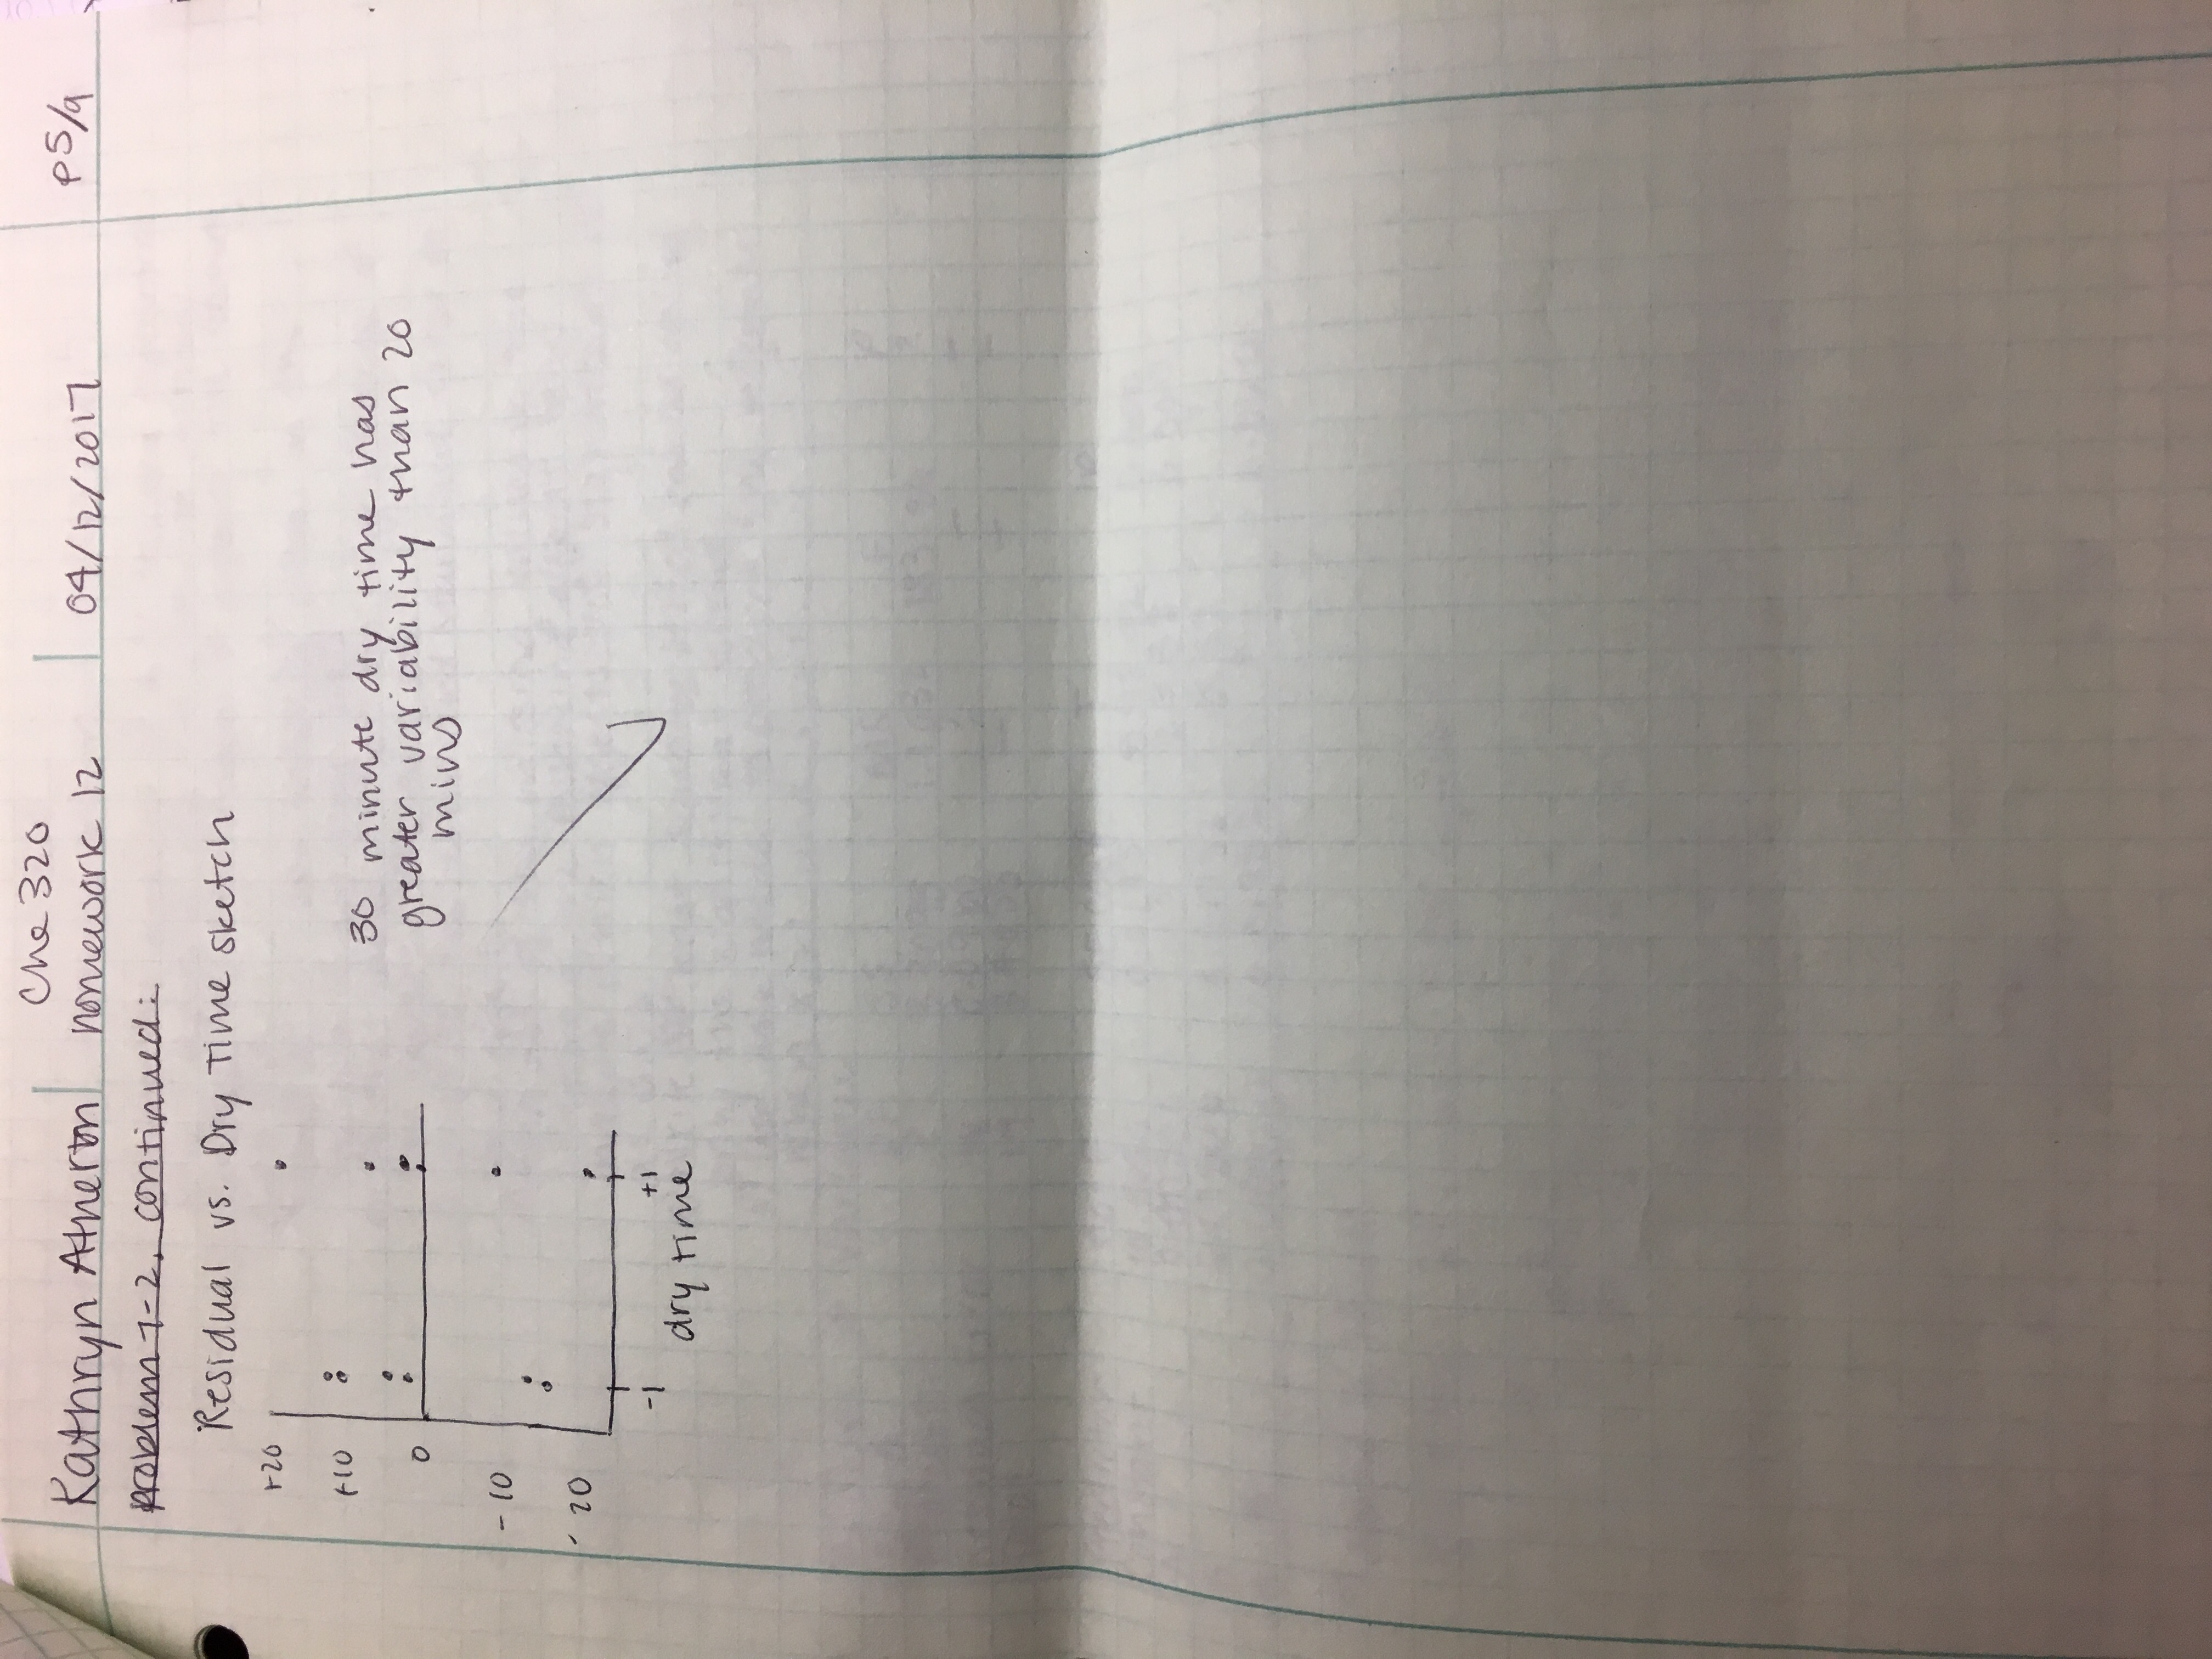 Che 320
Kathryn Atherton
homework 12
04/12/2017
p5/9
problem 7-2, continued:
Residual vs. Dry Time sketch
+20
+10
0
-10
-20
-1
+1
dry time
30 minute dry time has
greater variability than 20
mins